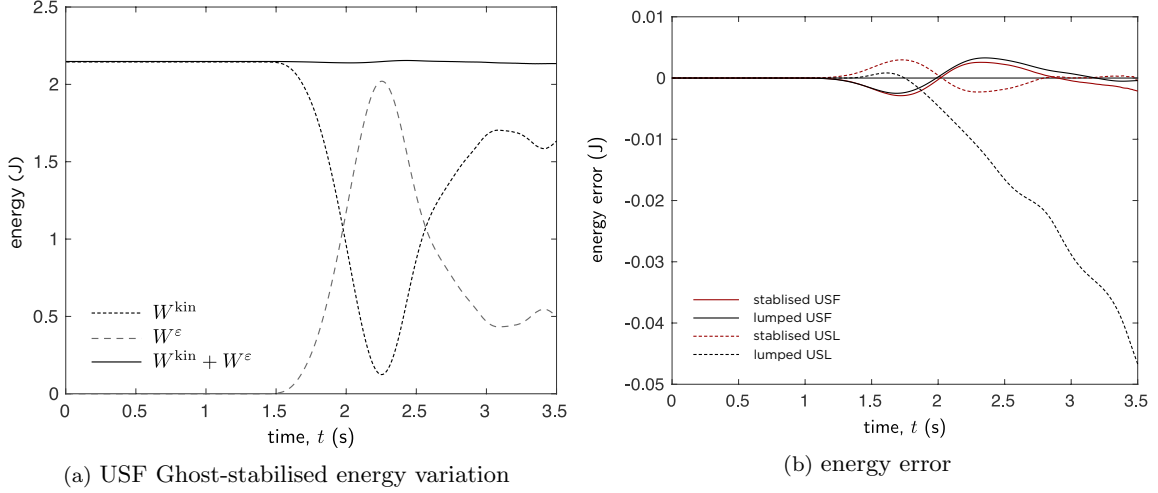 2.5
2
1.5
1
0.5
0
energy (J)
W^kin
W^ε
W^kin + W^ε
0 0.5 1 1.5 2 2.5 3 3.5
time, t (s)
(a) USF Ghost-stabilised energy variation
0.01
0
-0.01
-0.02
-0.03
-0.04
-0.05
energy error (J)
stablised USF
lumped USF
stablised USL
lumped USL
0 0.5 1 1.5 2 2.5 3 3.5
time, t (s)
(b) energy error